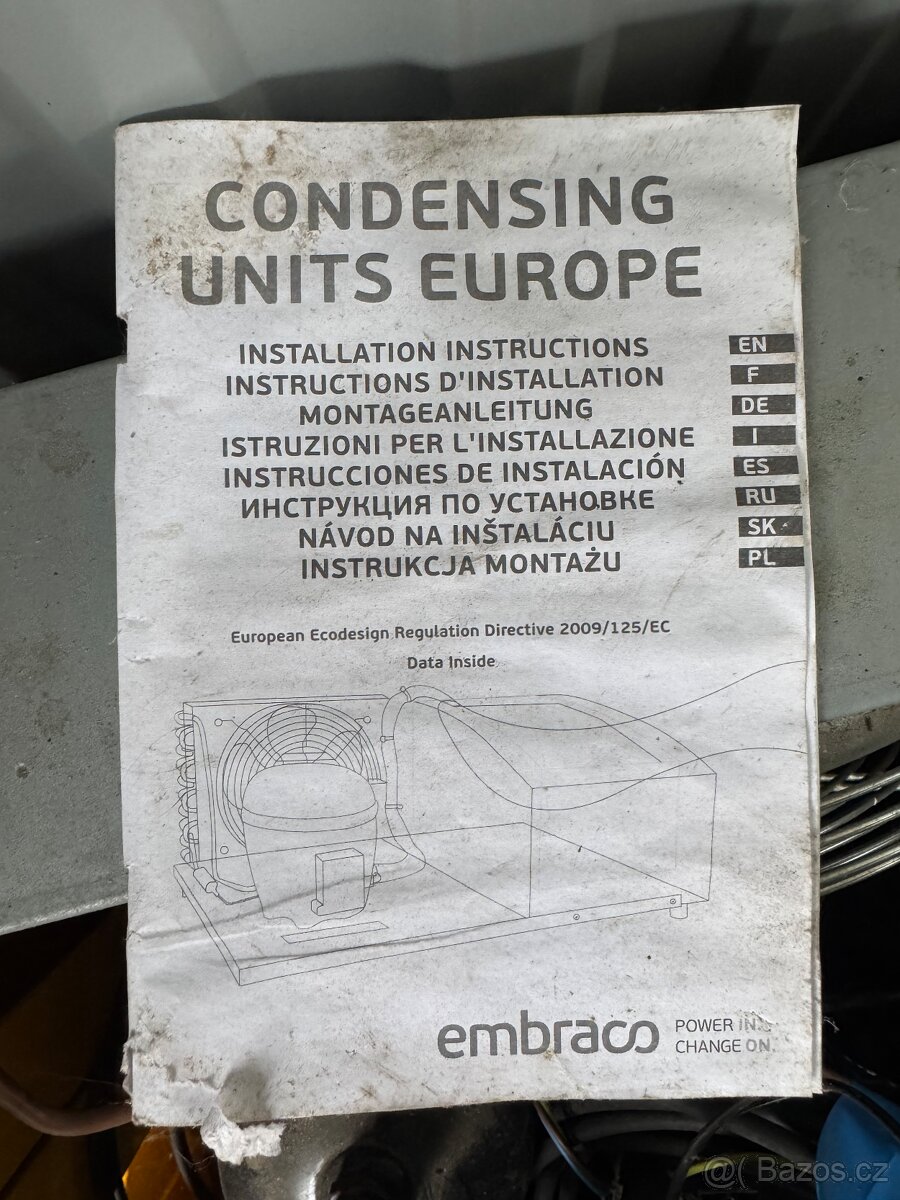 CONDENSING
UNITS EUROPE
INSTALLATION INSTRUCTIONS EN
INSTRUCTIONS D'INSTALLATION F
MONTAGEANLEITUNG DE
ISTRUZIONI PER L'INSTALLAZIONE I
INSTRUCCIONES DE INSTALACIÓN ES
ИНСТРУКЦИЯ ПО УСТАНОВКЕ RU
NÁVOD NA INŠTALÁCIU SK
INSTRUKCJA MONTAŻU PL
European Ecodesign Regulation Directive 2009/125/EC
Data Inside
embraco
POWER IN.
CHANGE ON.
@( Bazos.cz